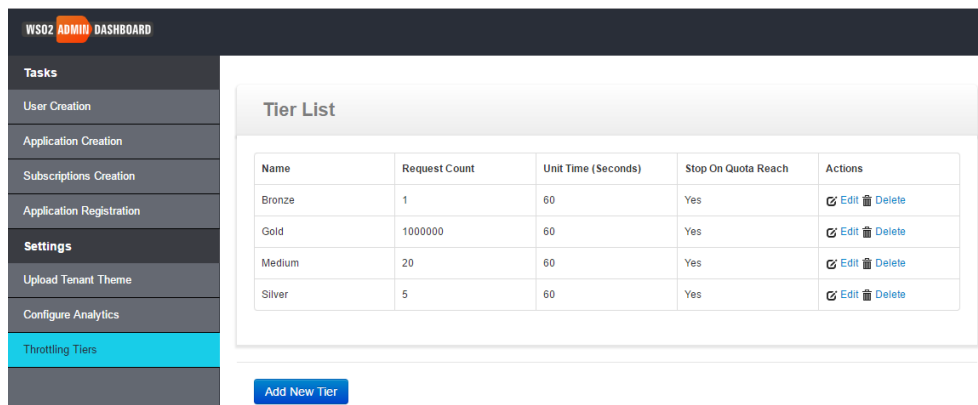 WSO2 ADMIN DASHBOARD
Tasks
User Creation
Application Creation
Subscriptions Creation
Application Registration
Settings
Upload Tenant Theme
Configure Analytics
Throttling Tiers
Tier List
Name Request Count Unit Time (Seconds) Stop On Quota Reach Actions
Bronze 1 60 Yes Edit Delete
Gold 1000000 60 Yes Edit Delete
Medium 20 60 Yes Edit Delete
Silver 5 60 Yes Edit Delete
Add New Tier